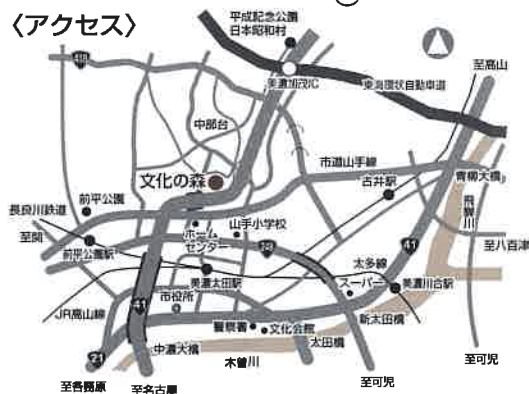 〈アクセス〉
平成記念公園
日本昭和村
418
美濃加茂IC
東海環状自動車道
至高山
中部台
文化の森
市道山手線
古井駅
青柳大橋
飛騨川
前平公園
長良川鉄道
至関
前平公園駅
ホーム
センター
山手小学校
248
41
至八百津
太多線
美濃太田駅
スーパー
美濃川合駅
市役所
JR高山線
41
警察署
文化会館
新太田橋
太田橋
中濃大橋
木曽川
21
至各務原
至名古屋
至可児
至可児